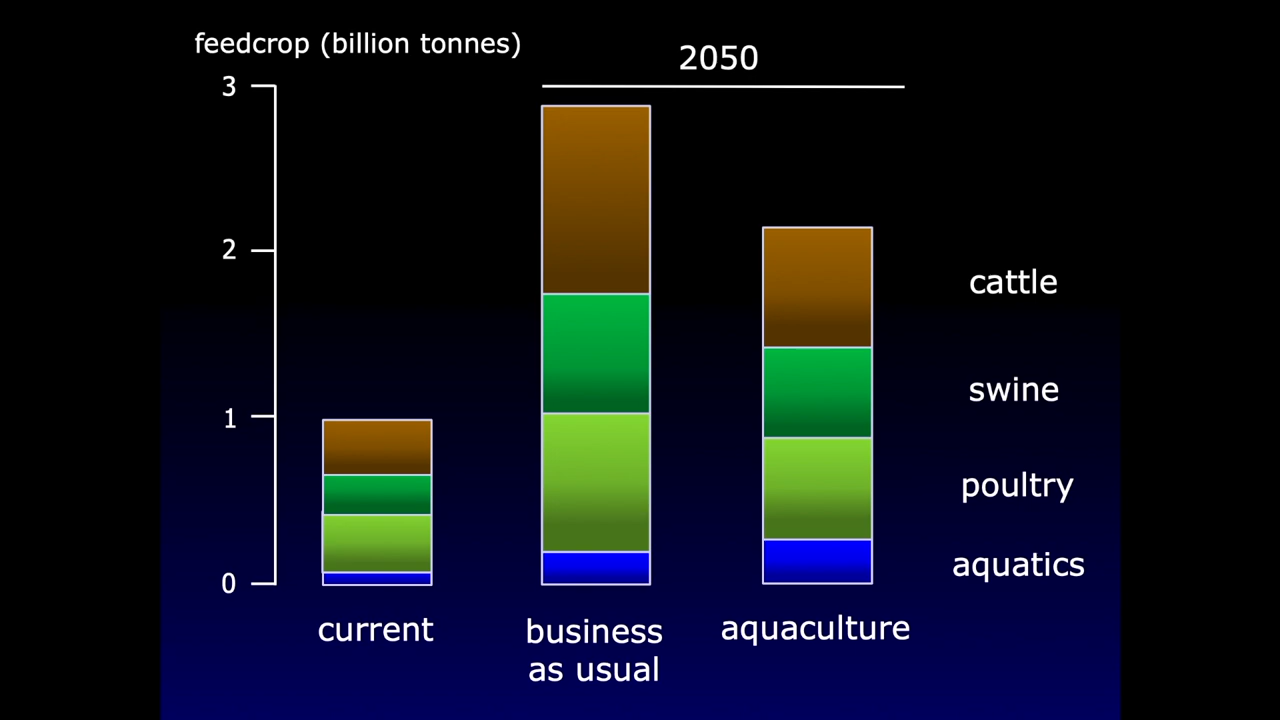 feedcrop (billion tonnes)
2050
3
2
1
0
cattle
swine
poultry
aquatics
current
business
as usual
aquaculture